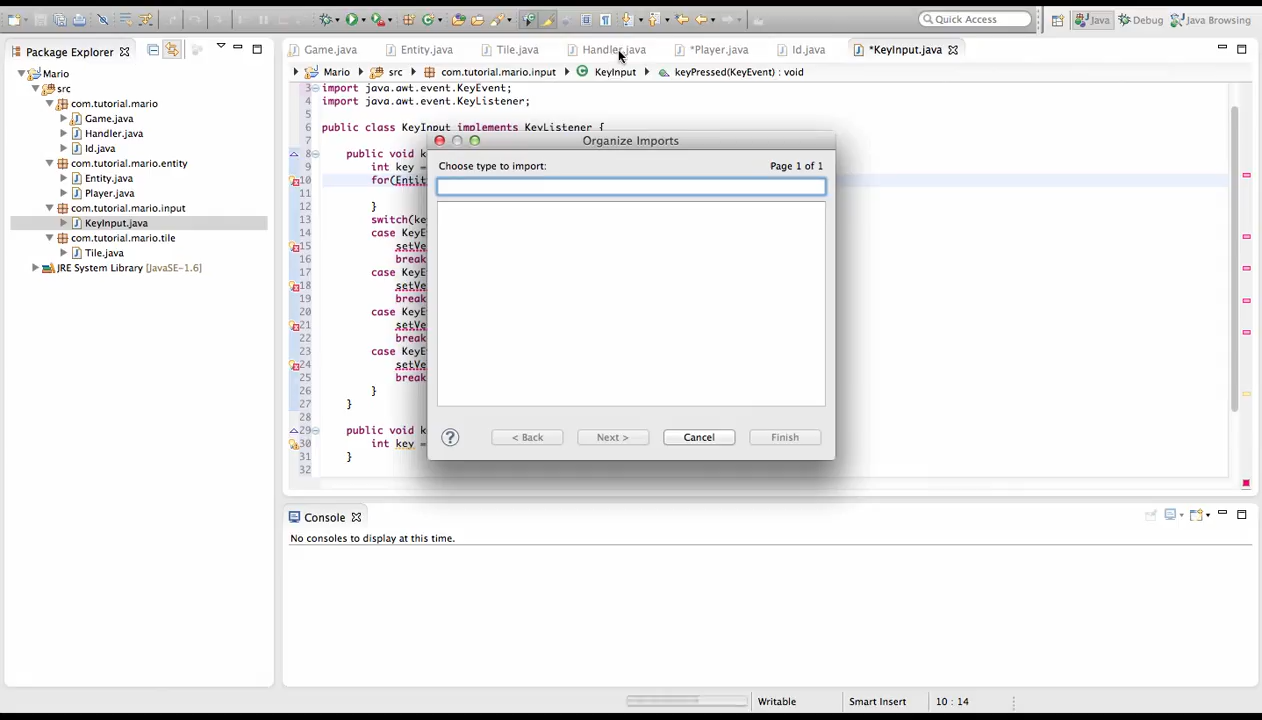 Quick Access
Java
Debug
Java Browsing
Package Explorer
Game.java
Entity.java
Tile.java
Handler.java
*Player.java
Id.java
*KeyInput.java
Mario
src
com.tutorial.mario.input
KeyInput
keyPressed(KeyEvent) : void
Mario
src
com.tutorial.mario
Game.java
Handler.java
Id.java
com.tutorial.mario.entity
Entity.java
Player.java
com.tutorial.mario.input
KeyInput.java
com.tutorial.mario.tile
Tile.java
JRE System Library [JavaSE-1.6]
3 import java.awt.event.KeyEvent;
4 import java.awt.event.KeyListener;
5
6 public class KeyInput implements KeyListener {
7
8 public void k
9 int key =
10 for(Entit
11
12 }
13 switch(ke
14 case KeyE
15 setVe
16 break
17 case KeyE
18 setVe
19 break
20 case KeyE
21 setVe
22 break
23 case KeyE
24 setVe
25 break
26 }
27 }
28
29 public void k
30 int key =
31 }
32
Organize Imports
Choose type to import:
Page 1 of 1
?
< Back
Next >
Cancel
Finish
Console
No consoles to display at this time.
Writable
Smart Insert
10 : 14